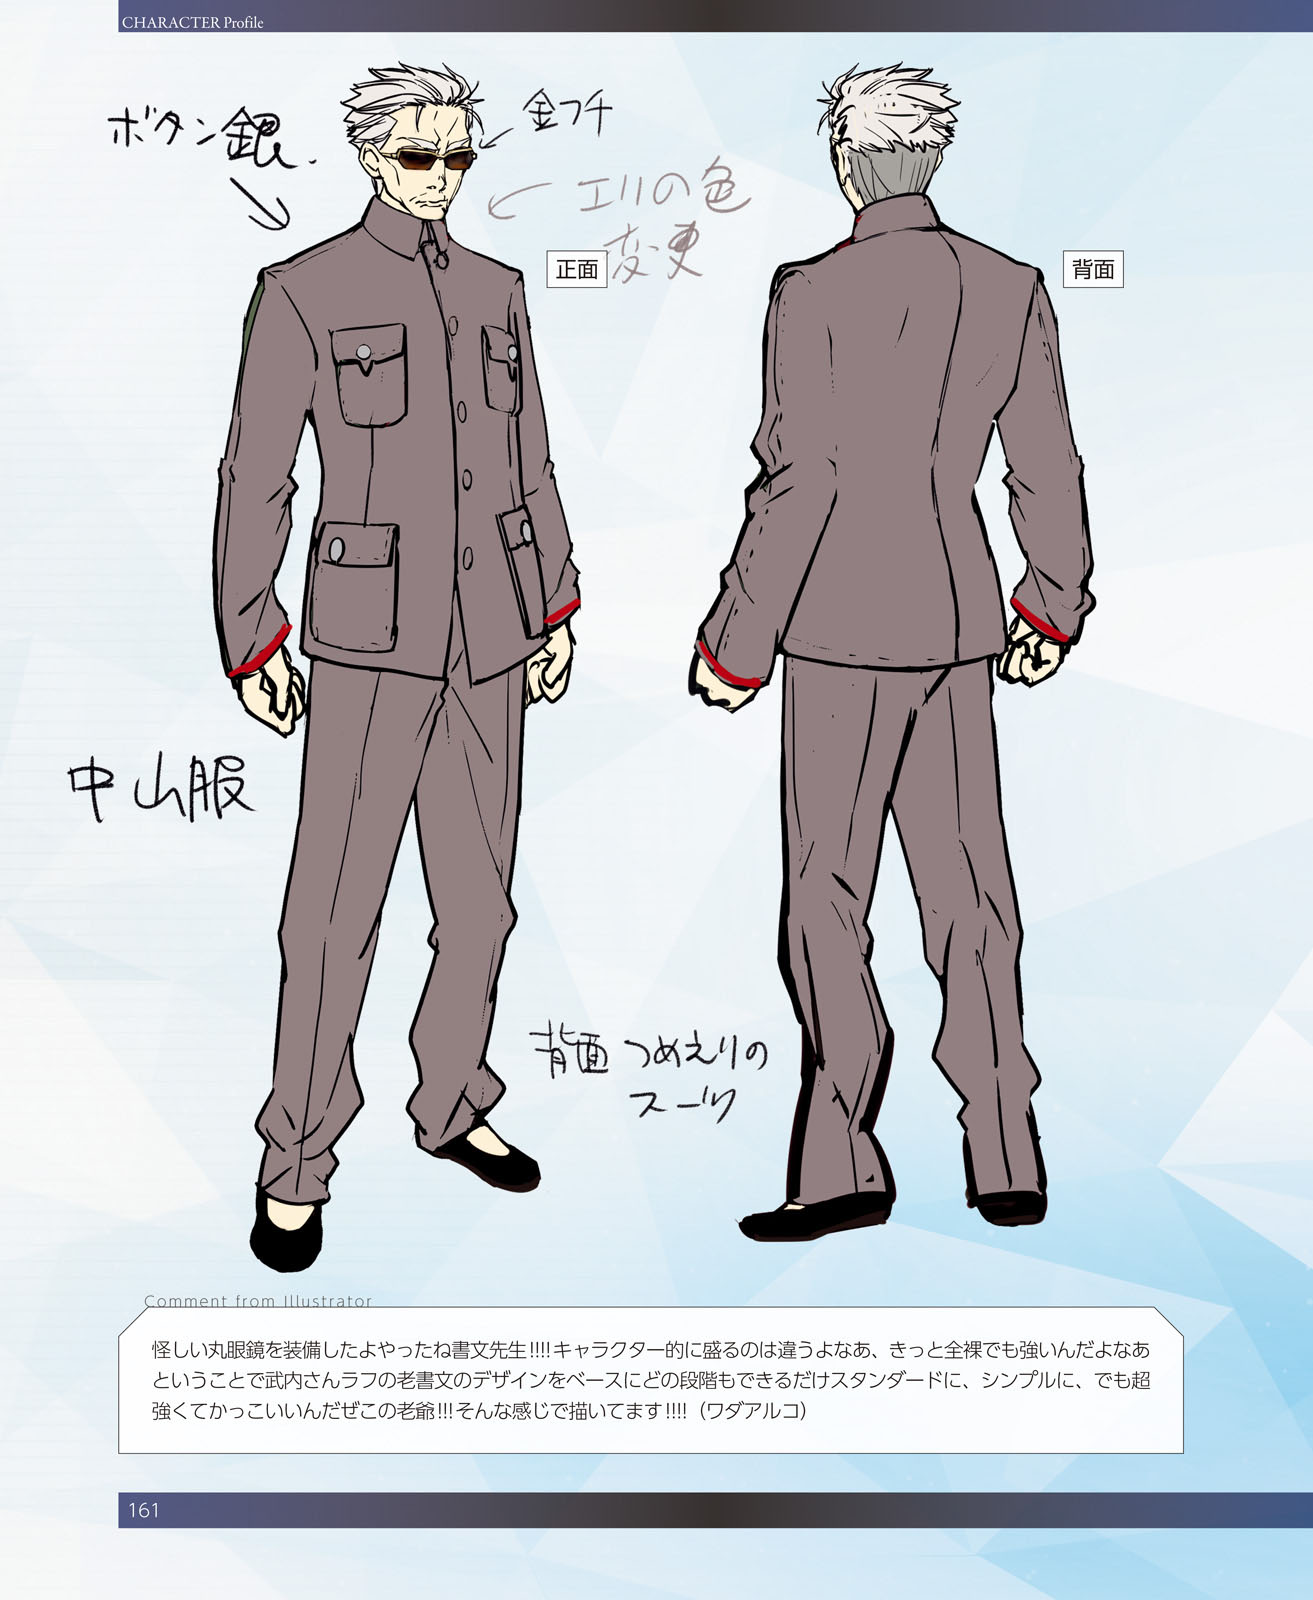 CHARACTER Profile
ボタン銀.
金フチ
エリの色
変更
正面
背面
中山服
背面 つめえりの
スーツ
Comment from Illustrator
怪しい丸眼鏡を装備したよやったね書文先生!!!!キャラクター的に盛るのは違うよなあ、きっと全裸でも強いんだよなあ
ということで武内さんラフの老書文のデザインをベースにどの段階もできるだけスタンダードに、シンプルに、でも超
強くてかっこいいんだぜこの老爺!!!そんな感じで描いてます!!!!（ワダアルコ）
161